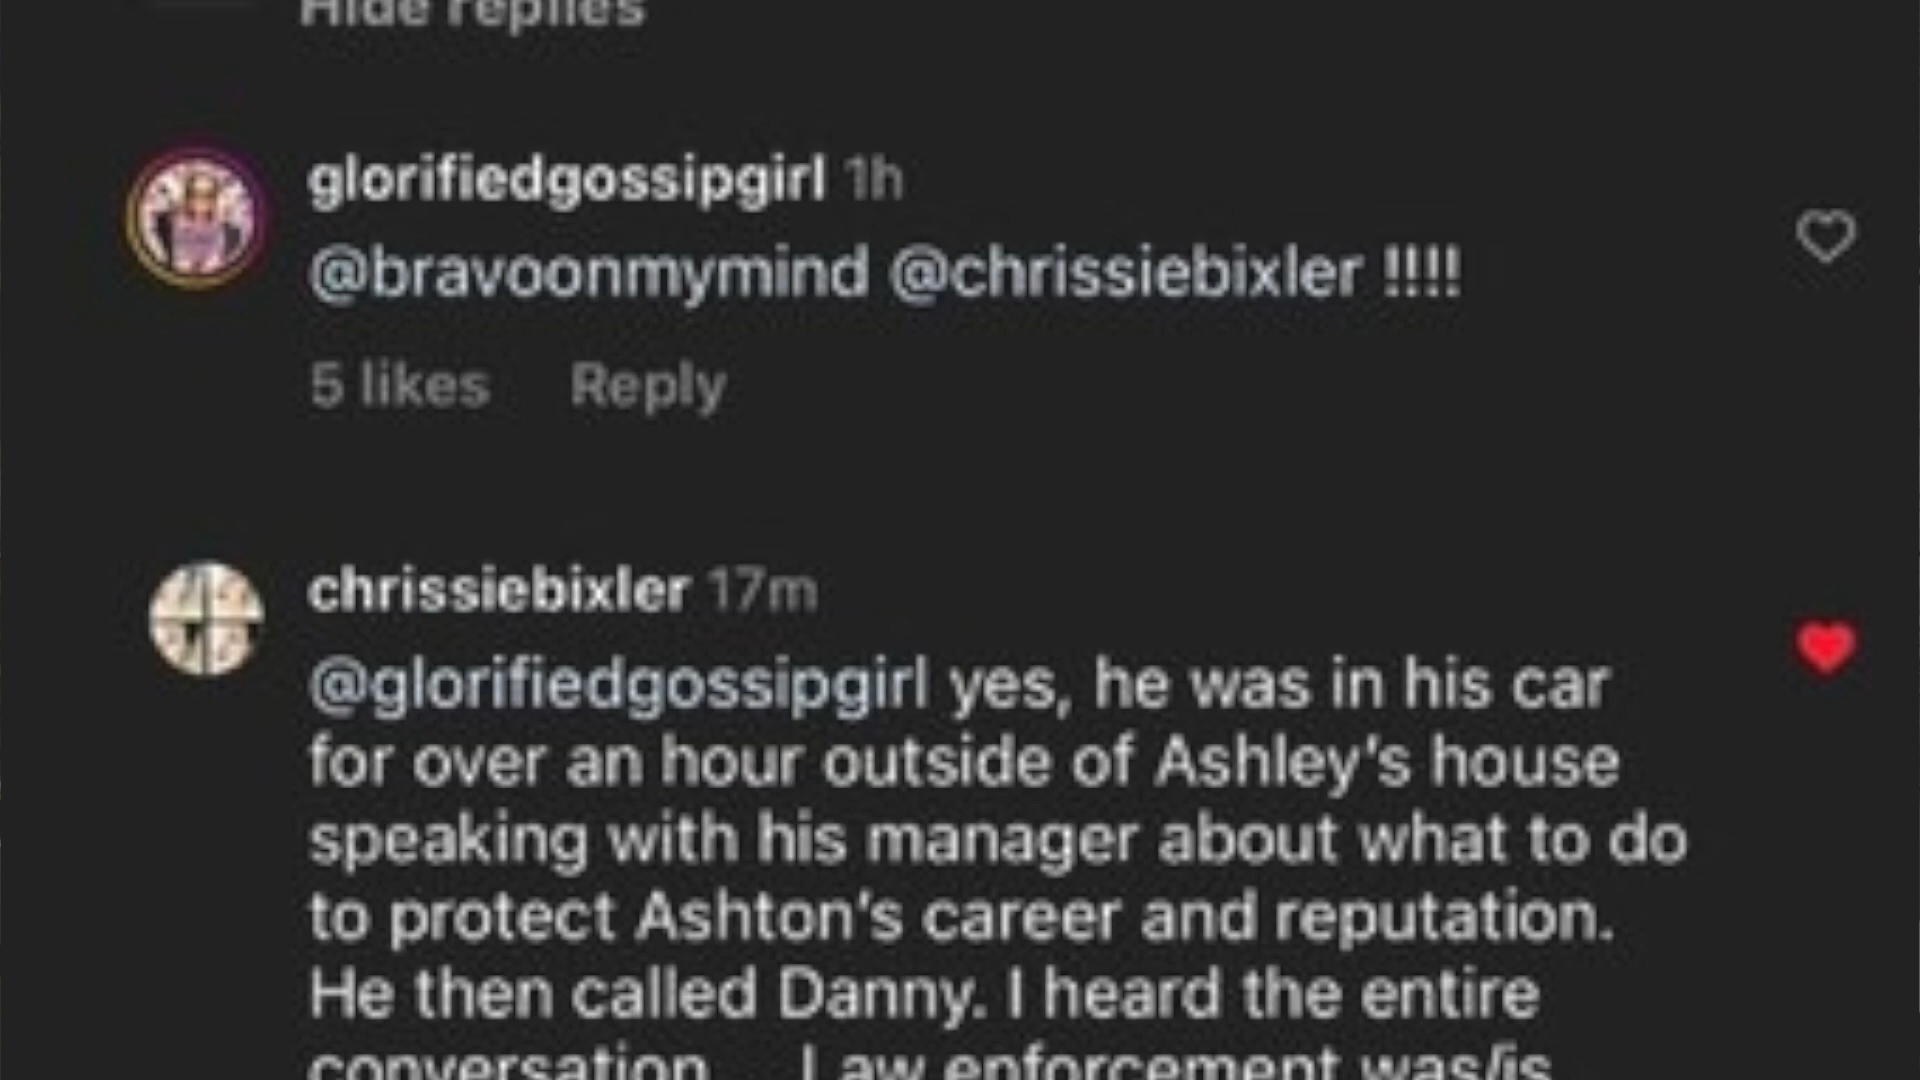 Hide replies
glorifiedgossipgirl 1h
@bravoonmymind @chrissiebixler !!!!
5 likes Reply
chrissiebixler 17m
@glorifiedgossipgirl yes, he was in his car
for over an hour outside of Ashley's house
speaking with his manager about what to do
to protect Ashton's career and reputation.
He then called Danny. I heard the entire
conversation... Law enforcement was/is